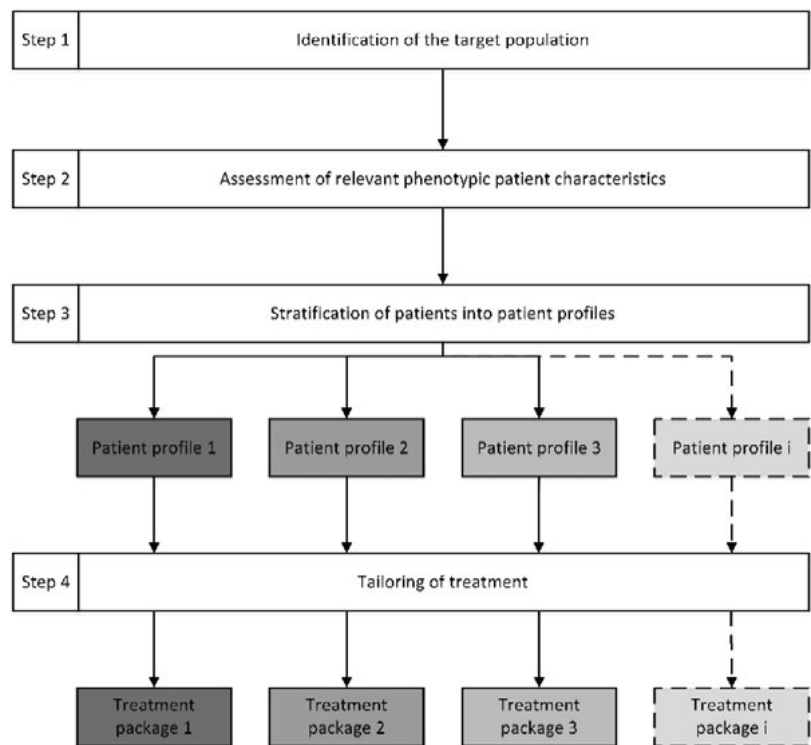 Step 1
Identification of the target population
Step 2
Assessment of relevant phenotypic patient characteristics
Step 3
Stratification of patients into patient profiles
Patient profile 1
Patient profile 2
Patient profile 3
Patient profile i
Step 4
Tailoring of treatment
Treatment
package 1
Treatment
package 2
Treatment
package 3
Treatment
package i